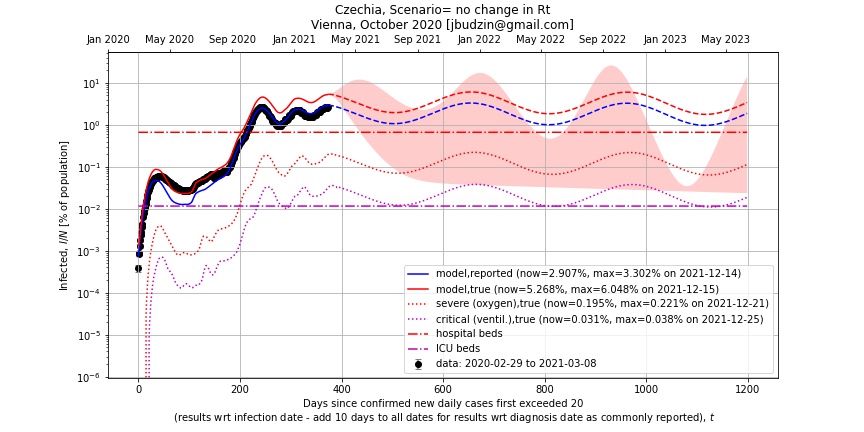 Czechia, Scenario= no change in Rt
Vienna, October 2020 [jbudzin@gmail.com]
Jan 2020 May 2020 Sep 2020 Jan 2021 May 2021 Sep 2021 Jan 2022 May 2022 Sep 2022 Jan 2023 May 2023
Infected, I/N [% of population]
10¹
10⁰
10⁻¹
10⁻²
10⁻³
10⁻⁴
10⁻⁵
10⁻⁶
model,reported (now=2.907%, max=3.302% on 2021-12-14)
model,true (now=5.268%, max=6.048% on 2021-12-15)
severe (oxygen),true (now=0.195%, max=0.221% on 2021-12-21)
critical (ventil.),true (now=0.031%, max=0.038% on 2021-12-25)
hospital beds
ICU beds
data: 2020-02-29 to 2021-03-08
0 200 400 600 800 1000 1200
Days since confirmed new daily cases first exceeded 20
(results wrt infection date - add 10 days to all dates for results wrt diagnosis date as commonly reported), t